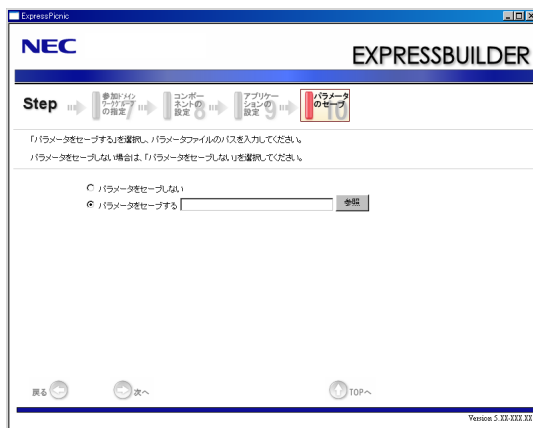 ExpressPicnic
NEC
EXPRESSBUILDER
Step
参加ドメイン
ワークグループ
の指定 7
コンポー
ネントの
設定 8
アプリケー
ションの
設定 9
パラメータ
のセーブ
10
「パラメータをセーブする」を選択し、パラメータファイルのパスを入力してください。
パラメータをセーブしない場合は、「パラメータをセーブしない」を選択してください。
パラメータをセーブしない
パラメータをセーブする 参照
戻る 次へ TOPへ
Version 5.XX-XXX.XX